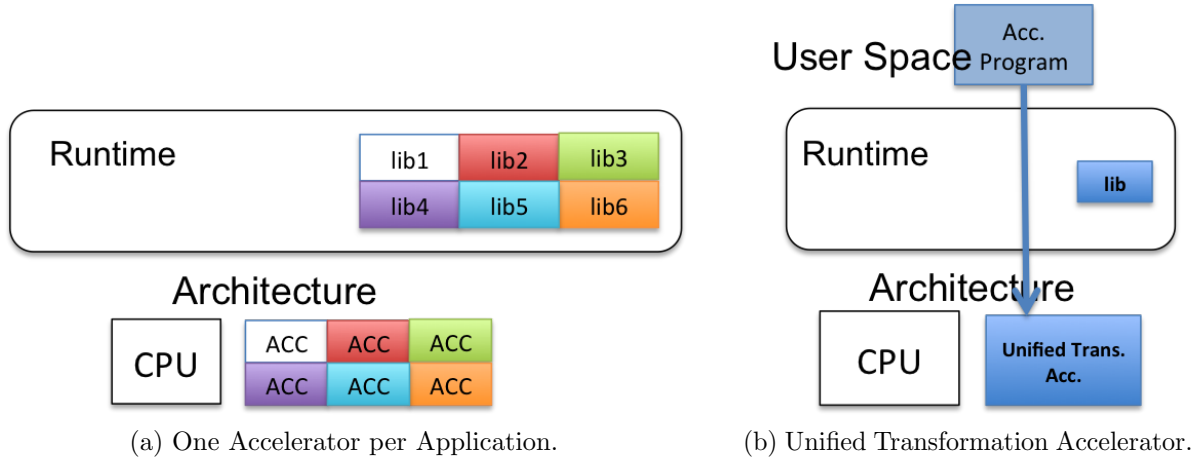 Runtime
lib1 lib2 lib3
lib4 lib5 lib6
Architecture
CPU
ACC ACC ACC
ACC ACC ACC
(a) One Accelerator per Application.
User Space
Acc.
Program
Runtime
lib
Architecture
CPU
Unified Trans.
Acc.
(b) Unified Transformation Accelerator.